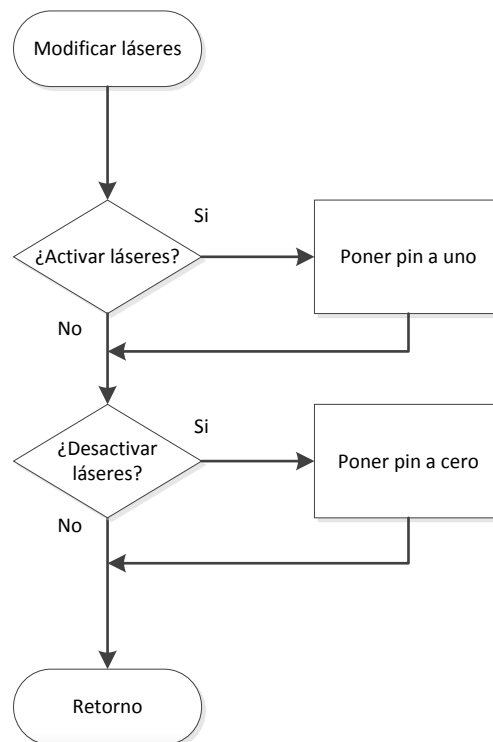 Modificar láseres
Si
¿Activar láseres?
Poner pin a uno
No
Si
¿Desactivar
láseres?
Poner pin a cero
No
Retorno